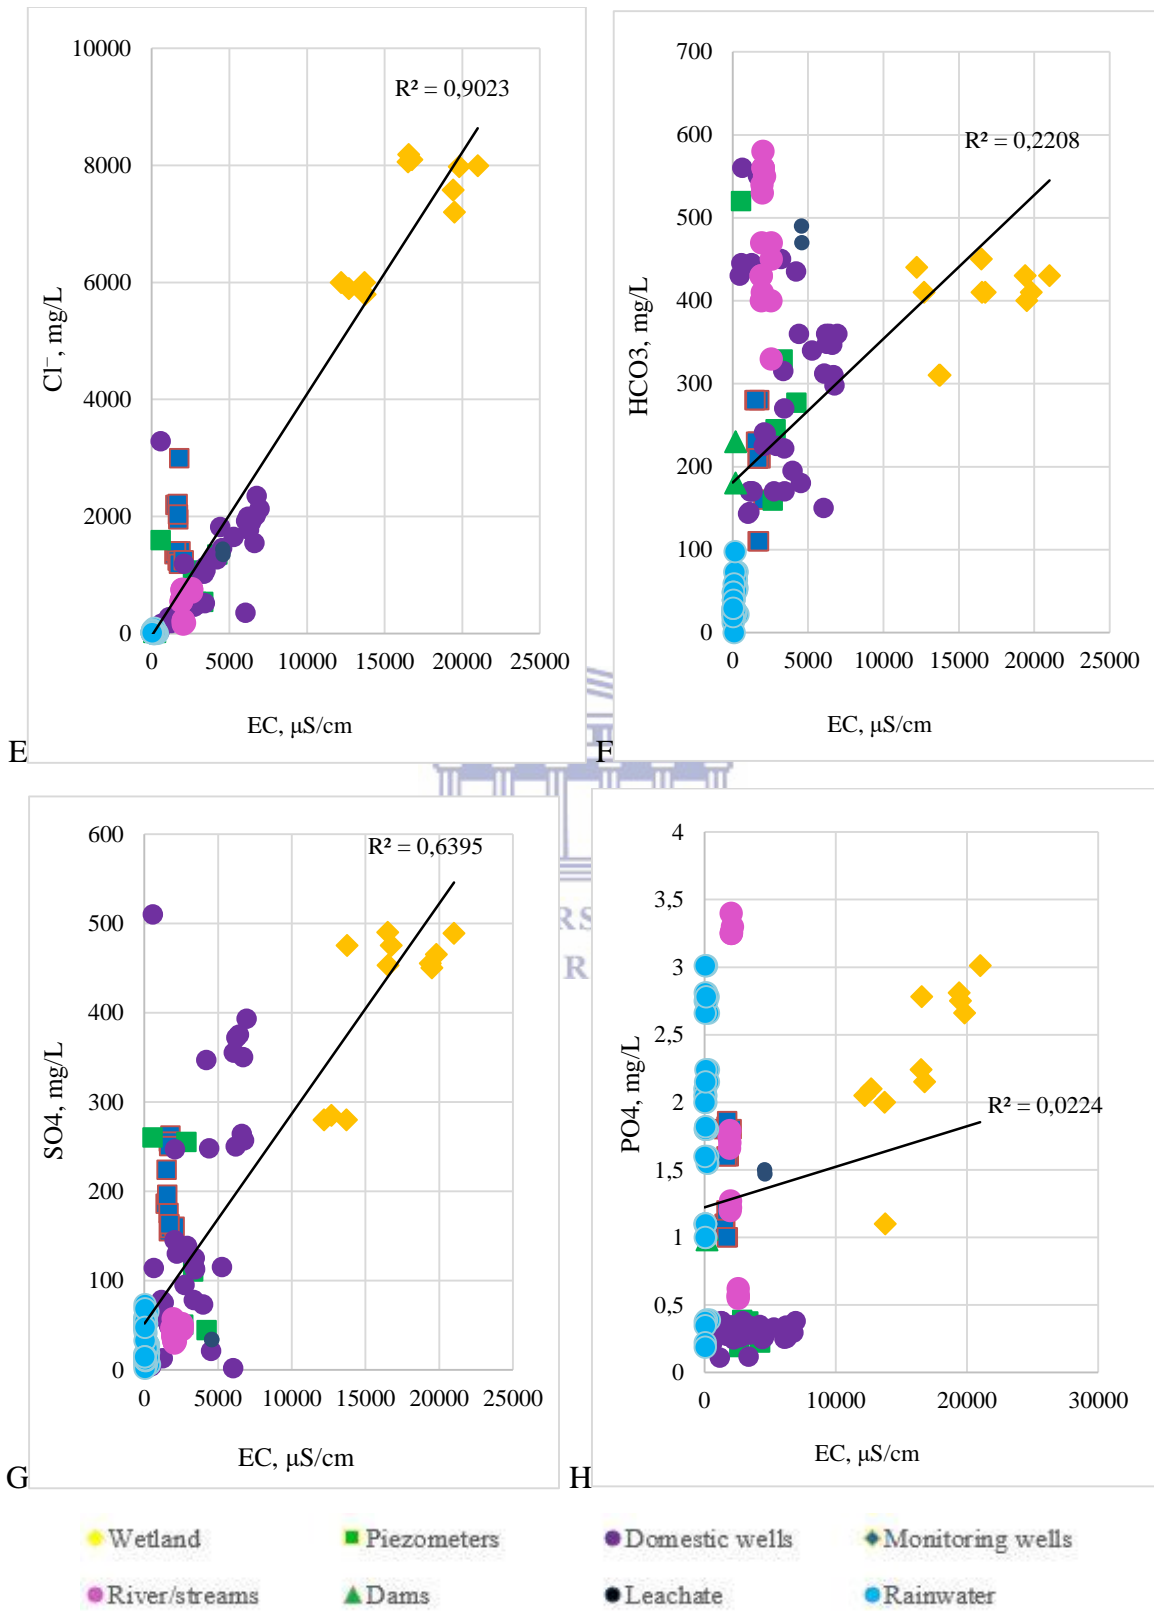 10000
8000
6000
4000
2000
0
0 5000 10000 15000 20000 25000
Cl⁻, mg/L
EC, µS/cm
R² = 0,9023
E
700
600
500
400
300
200
100
0
0 5000 10000 15000 20000 25000
HCO3, mg/L
EC, µS/cm
R² = 0,2208
F
600
500
400
300
200
100
0
0 5000 10000 15000 20000 25000
SO4, mg/L
EC, µS/cm
R² = 0,6395
G
RS
R
4
3,5
3
2,5
2
1,5
1
0,5
0
0 10000 20000 30000
PO4, mg/L
EC, µS/cm
R² = 0,0224
H
Wetland Piezometers Domestic wells Monitoring wells
River/streams Dams Leachate Rainwater